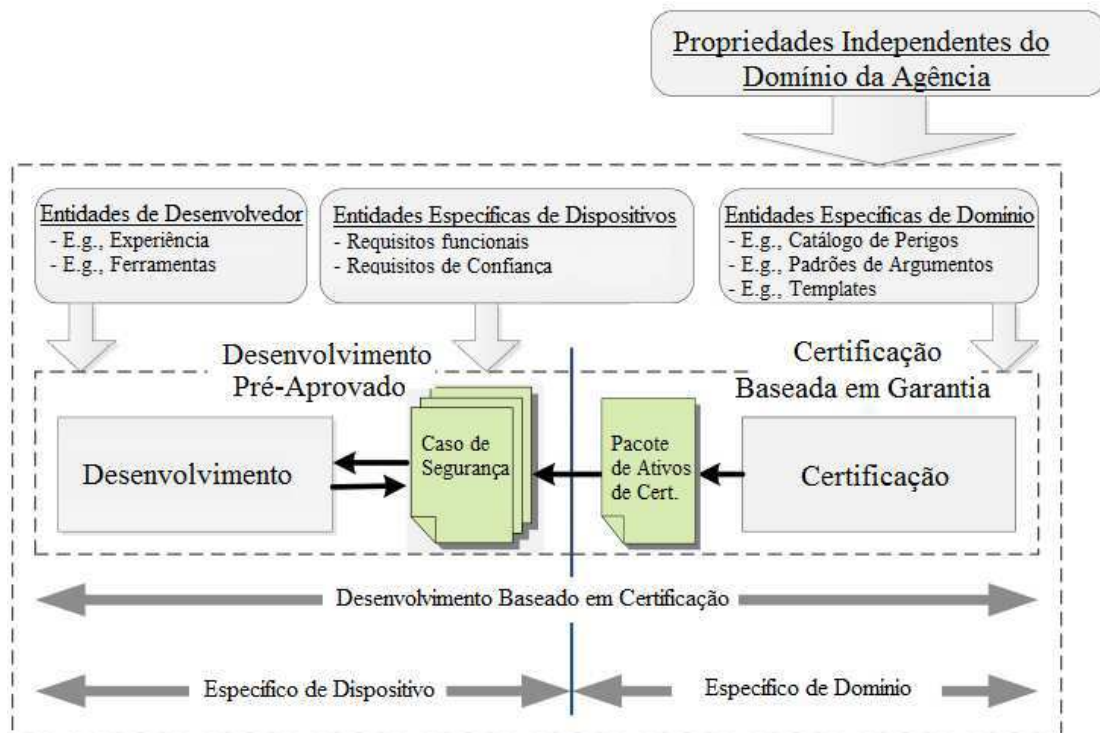 Propriedades Independentes do
Domínio da Agência
Entidades de Desenvolvedor
- E.g., Experiência
- E.g., Ferramentas
Entidades Específicas de Dispositivos
- Requisitos funcionais
- Requisitos de Confiança
Entidades Específicas de Domínio
- E.g., Catálogo de Perigos
- E.g., Padrões de Argumentos
- E.g., Templates
Desenvolvimento
Pré-Aprovado
Certificação
Baseada em Garantia
Desenvolvimento
Caso de
Segurança
Pacote
de Ativos
de Cert.
Certificação
Desenvolvimento Baseado em Certificação
Específico de Dispositivo
Específico de Dominio